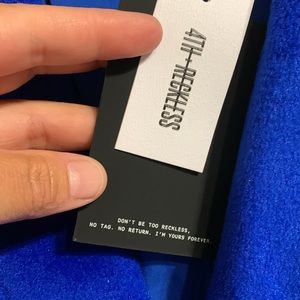 4TH+RECKLESS
DON'T BE TOO RECKLESS.
NO TAG. NO RETURN. I'M YOURS FOREVER.